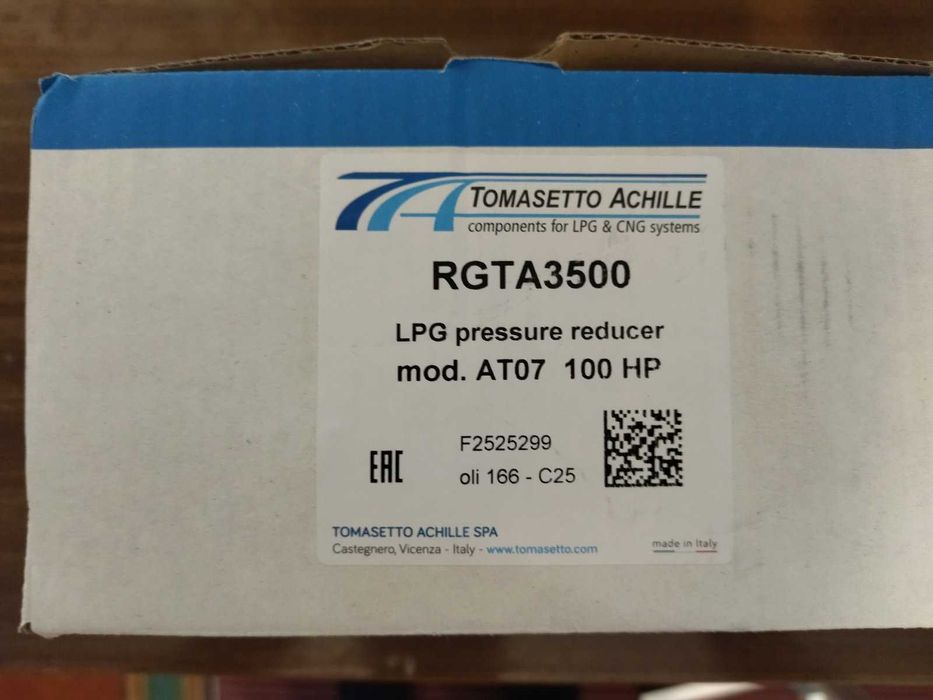 TOMASETTO ACHILLE
components for LPG & CNG systems
RGTA3500
LPG pressure reducer
mod. AT07 100 HP
F2525299
EAC
oli 166 - C25
TOMASETTO ACHILLE SPA
Castegnero, Vicenza - Italy - www.tomasetto.com
made in Italy